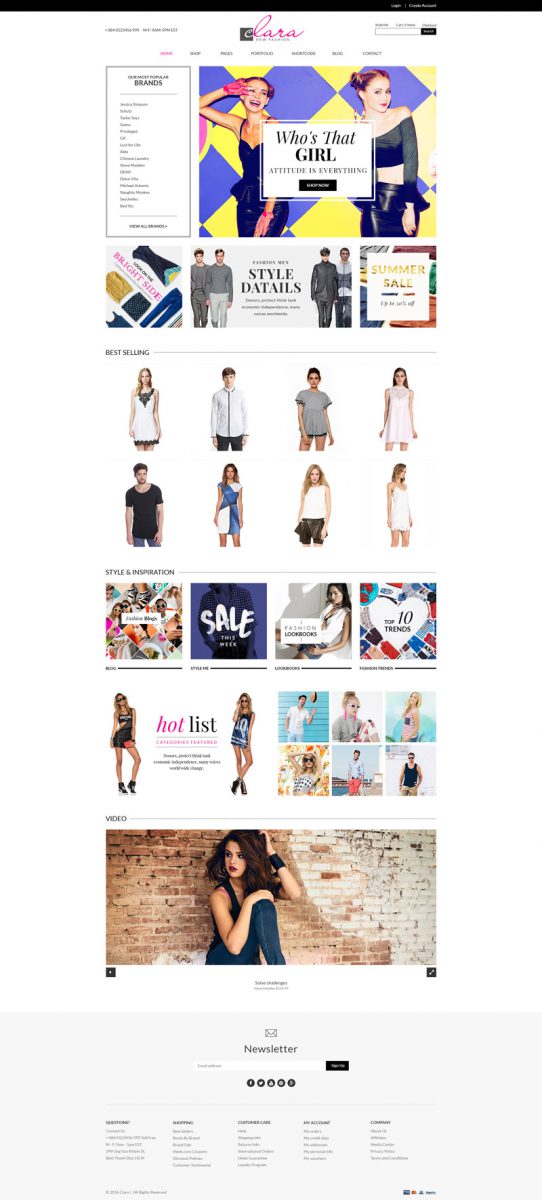 Login | Create Account
+ 084 0123456 999 M-F: 9AM-5PM EST
Style Me Cart: 0 items Checkout
Search
Clara
NEW FASHION
HOME SHOP PAGES PORTFOLIO SHORTCODE BLOG CONTACT
OUR MOST POPULAR
BRANDS
Jessica Simpson
Schutz
Taylor Says
Guess
Privileged
GX
Lust for Life
Aldo
Chinese Laundry
Steve Madden
DKNY
Dolce Vita
Michael Antonio
Naughty Monkey
Seychelles
Bed Stu
VIEW ALL BRANDS >
Who's That
GIRL
ATTITUDE IS EVERYTHING
SHOP NOW
LOOK ON THE
BRIGHT SIDE
FASHION MEN
STYLE
DATAILS
Donors, protect think tank
economic independence, many
voices worldwide.
SUMMER
SALE
Up to 50% off
BEST SELLING
STYLE & INSPIRATION
Fashion Blogs
SALE
THIS
WEEK
FASHION
LOOKBOOKS
TOP 10
TRENDS
BLOG
STYLE ME
LOOKBOOKS
FASHION TRENDS
hot list
CATEGORIES FEATURED
Donors, protect think tank
economic independence, many voices
world wide change.
VIDEO
Solve challenges
Newsletter
Email address
Sign Up
QUESTIONS?
Contact Us
+ 084 0123456 999 Toll Free
M - F: 9am - 5pm EST
Binh Thanh Dist, HCM
SHOPPING
Best Sellers
Boots By Brand
Brand Sale
Heels.com Coupons
Discount Policies
Customer Testimonial
CUSTOMER CARE
Help
Shipping Info
Returns Info
International Orders
Heels Guarantee
Loyalty Program
MY ACCOUNT
My orders
My credit slips
My addresses
My personal info
My vouchers
COMPANY
About Us
Affiliates
Media Center
Privacy Policy
Terms and Conditions
© 2016 Clara | All Rights Reserved